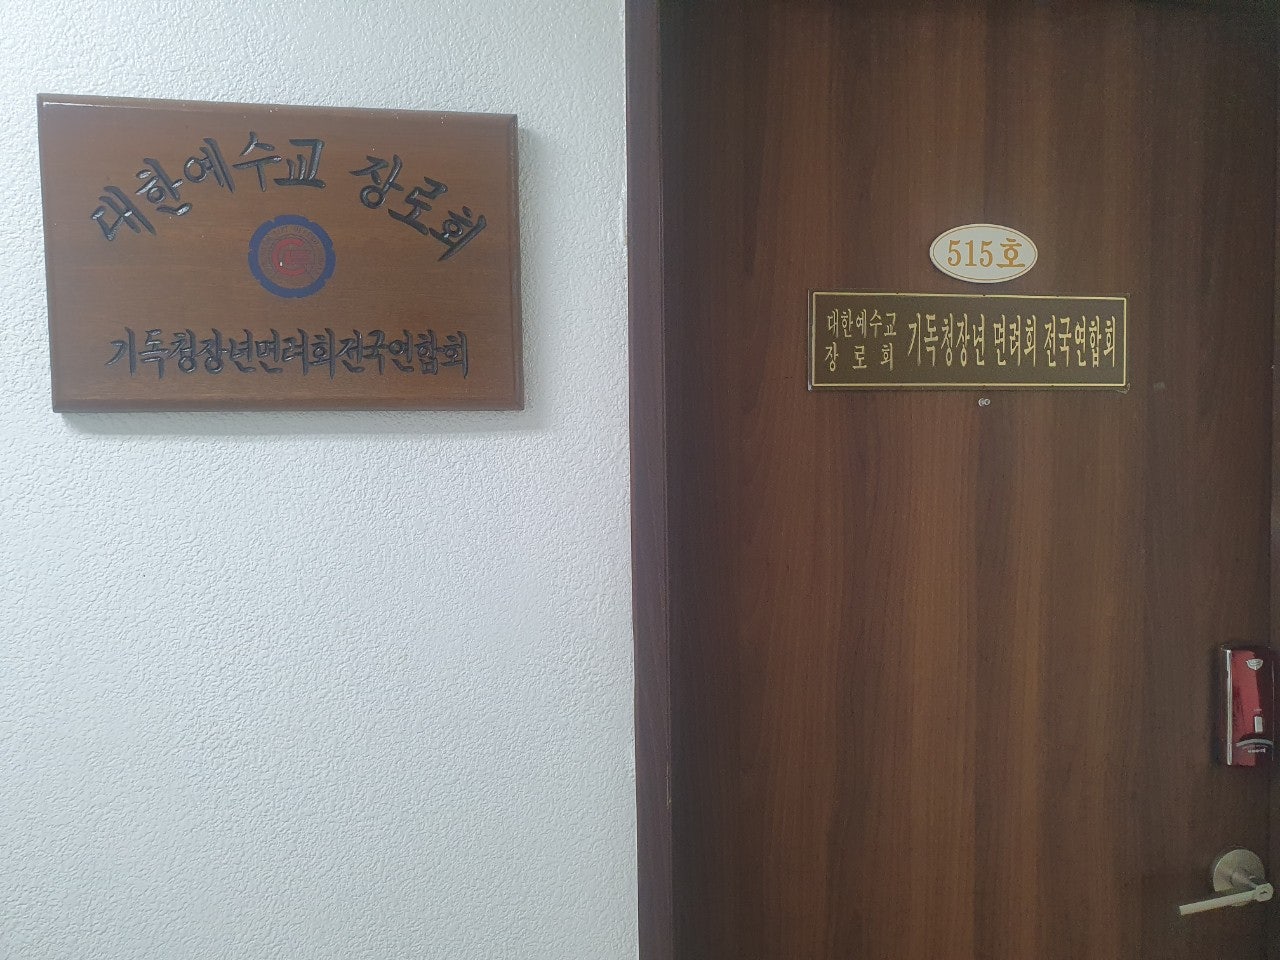 대한예수교 장로회
기독청장년면려회전국연합회
515호
대한예수교
장로회
기독청장년 면려회 전국연합회